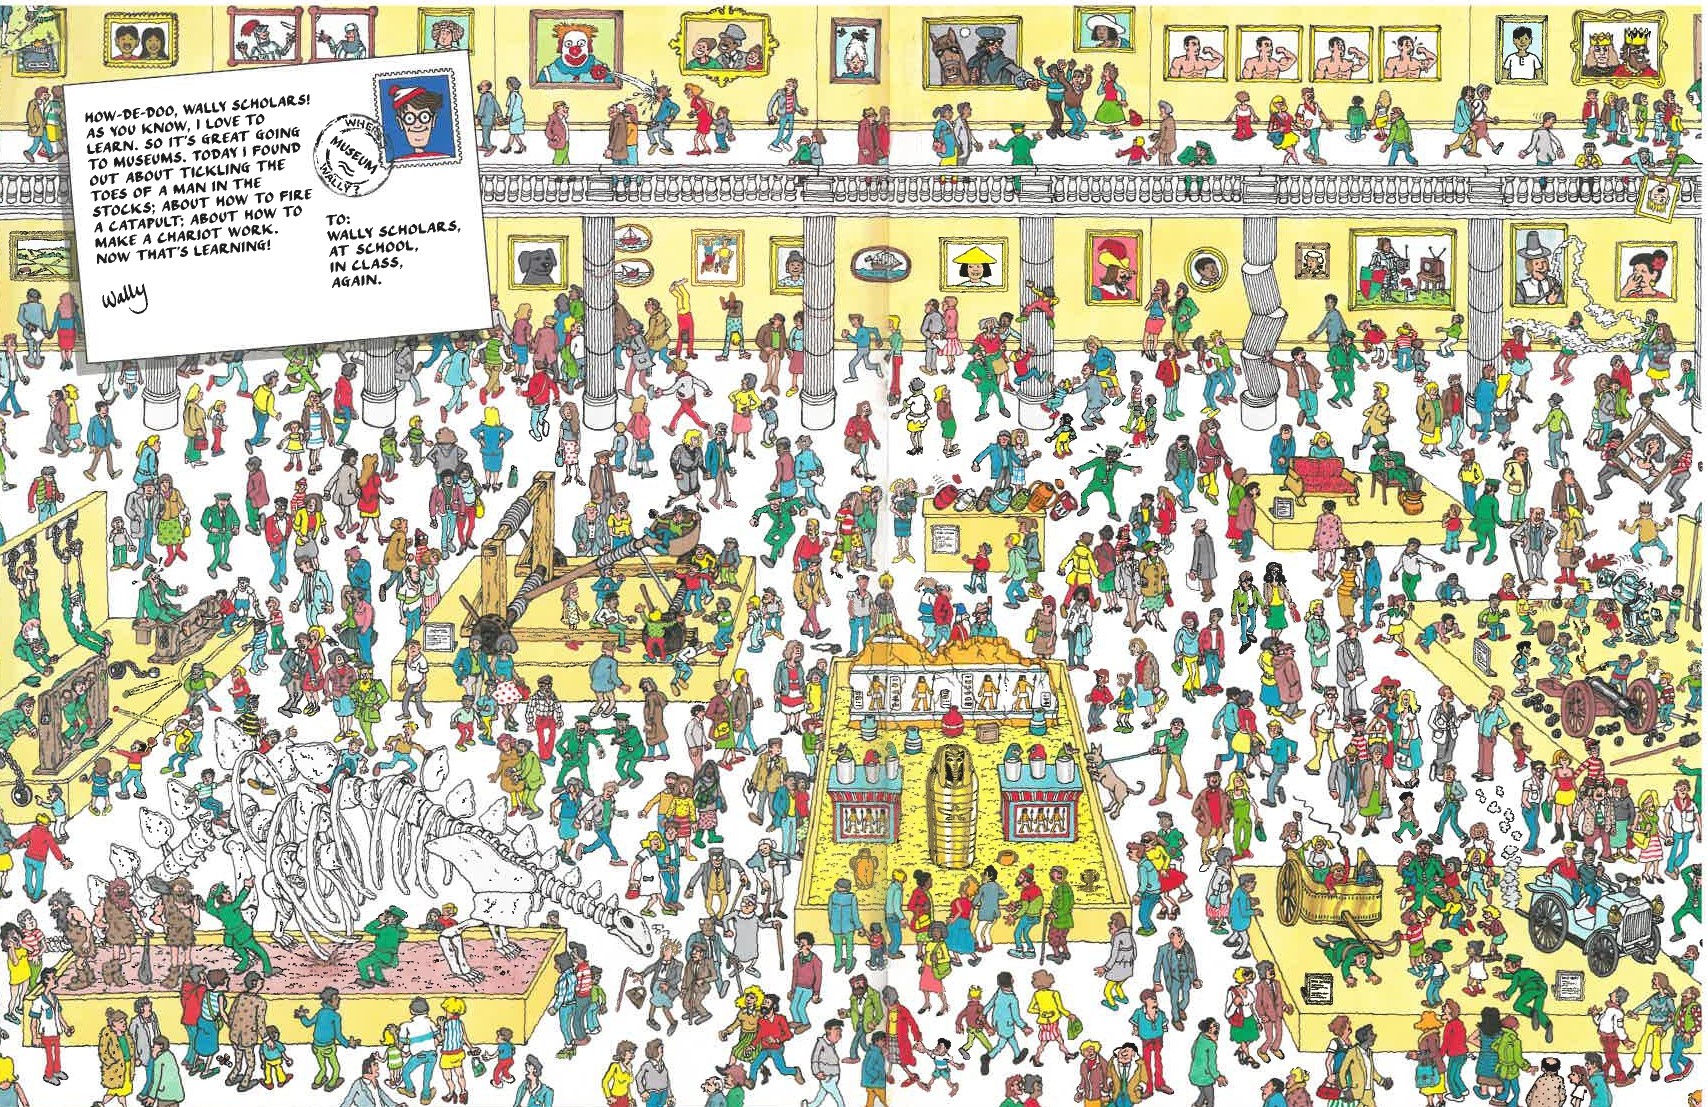 HOW-DE-DOO, WALLY SCHOLARS!
AS YOU KNOW, I LOVE TO
LEARN. SO IT'S GREAT GOING
TO MUSEUMS. TODAY I FOUND
OUT ABOUT TICKLING THE
TOES OF A MAN IN THE
STOCKS; ABOUT HOW TO FIRE
A CATAPULT; ABOUT HOW TO
MAKE A CHARIOT WORK.
NOW THAT'S LEARNING!
Wally
MUSEUM
WALLY?
TO:
WALLY SCHOLARS,
AT SCHOOL,
IN CLASS,
AGAIN.